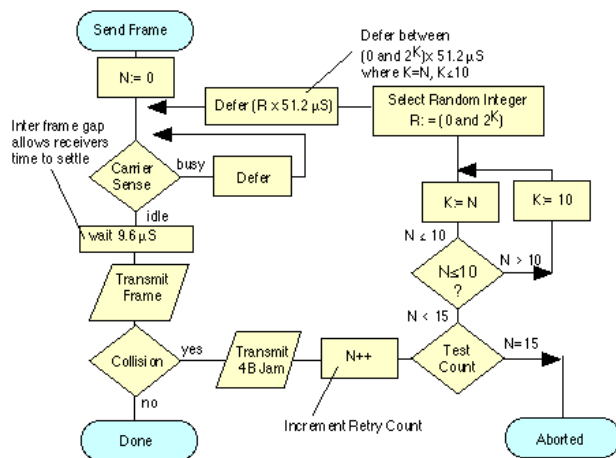 Send Frame
N:= 0
Defer between
(0 and 2K)x 51.2 µS
where K=N, K≤10
Defer (R x 51.2 µS)
Select Random Integer
R: =(0 and 2K)
Inter frame gap
allows receivers
time to settle
Carrier
Sense
busy
Defer
idle
wait 9.6 µS
K:= N
K:= 10
N ≤ 10
N > 10
N≤10
?
Transmit
Frame
N < 15
Collision
yes
Transmit
4B Jam
N++
Test
Count
N=15
no
Increment Retry Count
Done
Aborted